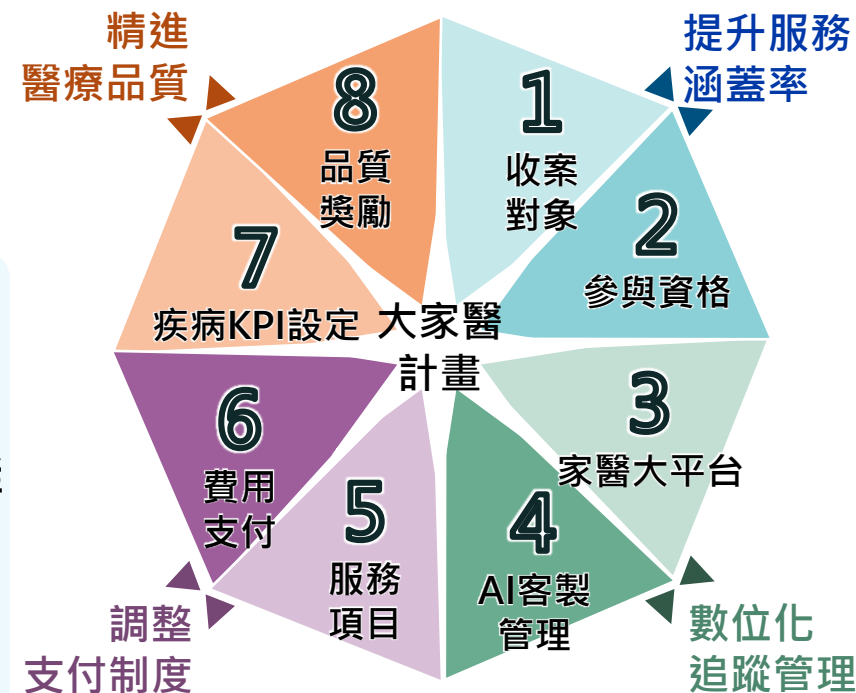 精進
醫療品質
提升服務
涵蓋率
8
品質
獎勵
1
收案
對象
7
疾病KPI設定
2
參與資格
大家醫
計畫
6
費用
支付
3
家醫大平台
5
服務
項目
4
AI客製
管理
調整
支付制度
數位化
追蹤管理